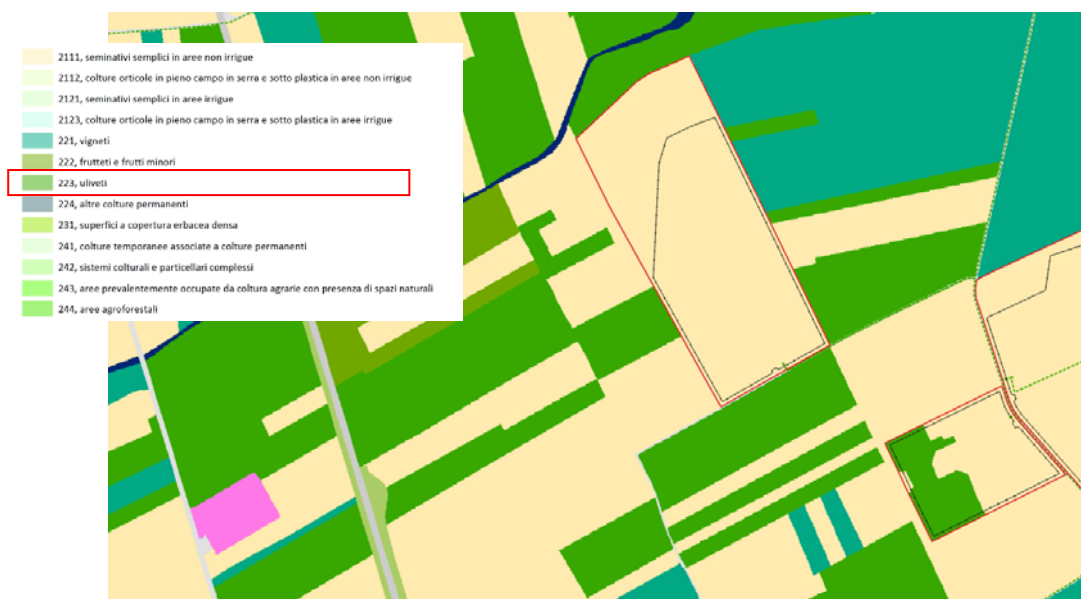 2111, seminativi semplici in aree non irrigue
2112, colture orticole in pieno campo in serra e sotto plastica in aree non irrigue
2121, seminativi semplici in aree irrigue
2123, colture orticole in pieno campo in serra e sotto plastica in aree irrigue
221, vigneti
222, frutteti e frutti minori
223, uliveti
224, altre colture permanenti
231, superfici a copertura erbacea densa
241, colture temporanee associate a colture permanenti
242, sistemi colturali e particellari complessi
243, aree prevalentemente occupate da coltura agrarie con presenza di spazi naturali
244, aree agroforestali